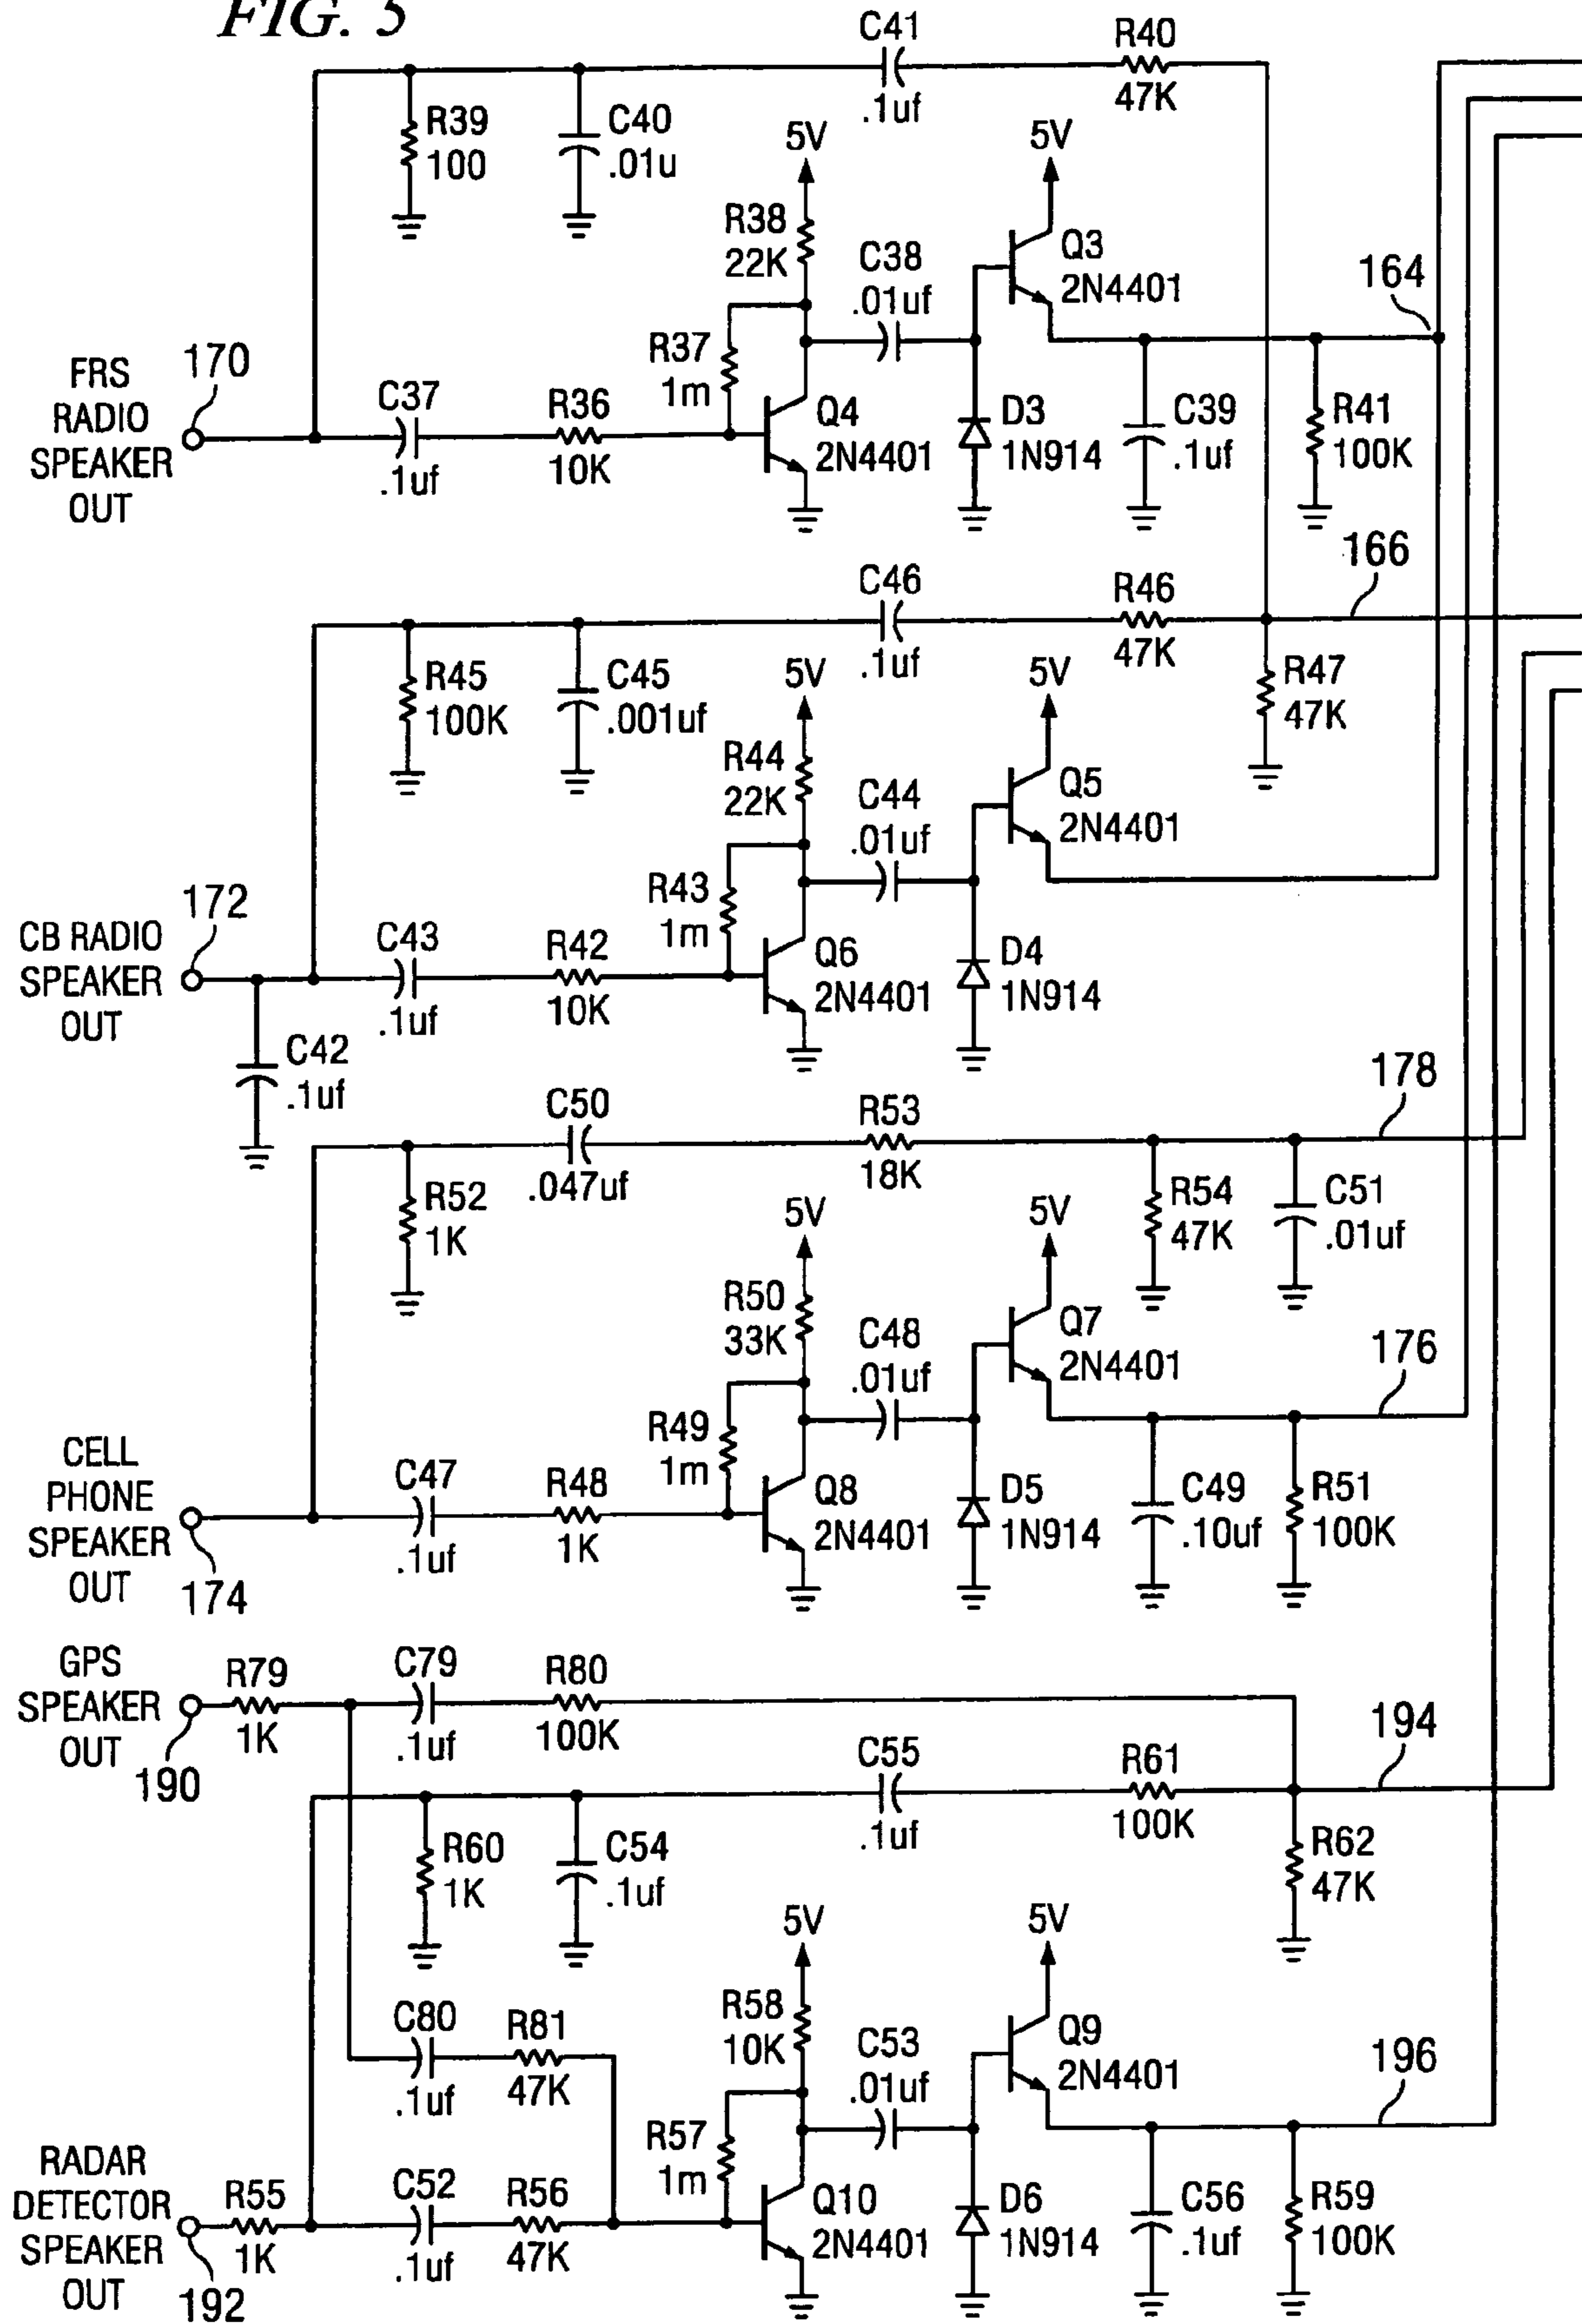 FIG. 5
C41
.1uf
R40
47K
R39
100
C40
.01u
5V
5V
R38
22K
C38
.01uf
Q3
2N4401
164
R37
1m
FRS
RADIO
SPEAKER
OUT
170
C37
.1uf
R36
10K
Q4
2N4401
D3
1N914
C39
.1uf
R41
100K
C46
.1uf
R46
47K
166
R45
100K
C45
.001uf
5V
5V
R47
47K
R44
22K
C44
.01uf
Q5
2N4401
R43
1m
CB RADIO
SPEAKER
OUT
172
C43
.1uf
R42
10K
Q6
2N4401
D4
1N914
C42
.1uf
C50
.047uf
R53
18K
178
R52
1K
5V
5V
R54
47K
C51
.01uf
R50
33K
C48
.01uf
Q7
2N4401
176
R49
1m
CELL
PHONE
SPEAKER
OUT
174
C47
.1uf
R48
1K
Q8
2N4401
D5
1N914
C49
.10uf
R51
100K
GPS
SPEAKER
OUT
190
R79
1K
C79
.1uf
R80
100K
C55
.1uf
R61
100K
194
R60
1K
C54
.1uf
R62
47K
5V
5V
C80
.1uf
R81
47K
R58
10K
C53
.01uf
Q9
2N4401
196
R57
1m
RADAR
DETECTOR
SPEAKER
OUT
192
R55
1K
C52
.1uf
R56
47K
Q10
2N4401
D6
1N914
C56
.1uf
R59
100K